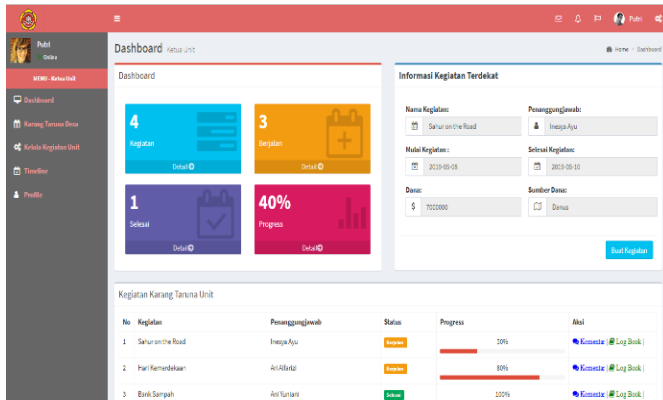 Putri
Putri
Online
Dashboard Ketua Unit
Home > Dashboard
MENU - Ketua Unit
Dashboard
Karang Taruna Desa
Kelola Kegiatan Unit
Timeline
Profile
Dashboard
4
Kegiatan
Detail
3
Berjalan
Detail
1
Selesai
Detail
40%
Progress
Detail
Informasi Kegiatan Terdekat
Nama Kegiatan:
Penanggungjawab:
Sahur on the Road
Inesya Ayu
Mulai Kegiatan :
Selesai Kegiatan:
2019-05-10
Dana:
Sumber Dana:
7000000
Danus
Buat Kegiatan
Kegiatan Karang Taruna Unit
No Kegiatan Penanggungjawab Status Progress Aksi
1 Sahur on the Road Inesya Ayu Berjalan 30% Komentar | Log Book |
2 Hari Kemerdekaan Ari Alfarizi Berjalan 80% Komentar | Log Book |
3 Bank Sampah Ani Yuniani Selesai 100% Komentar | Log Book |